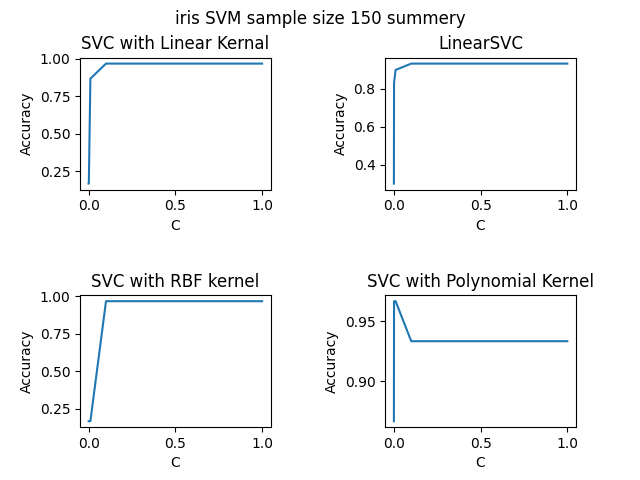 iris SVM sample size 150 summery
SVC with Linear Kernal
LinearSVC
1.00
0.75
0.50
0.25
Accuracy
0.0 0.5 1.0
C
0.8
0.6
0.4
Accuracy
0.0 0.5 1.0
C
SVC with RBF kernel
SVC with Polynomial Kernel
1.00
0.75
0.50
0.25
Accuracy
0.0 0.5 1.0
C
0.95
0.90
Accuracy
0.0 0.5 1.0
C